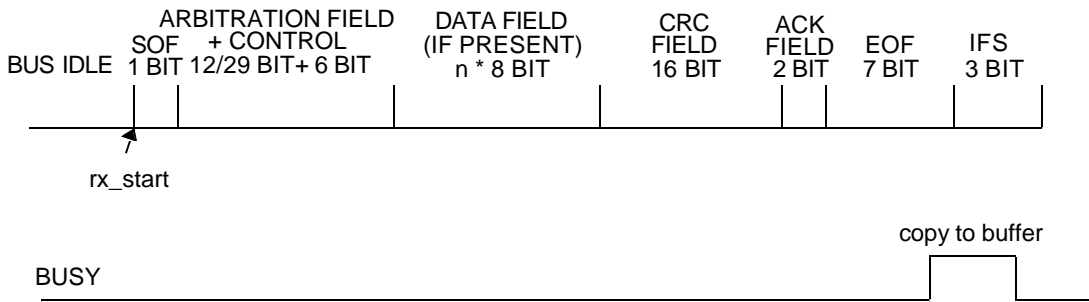 ARBITRATION FIELD
+ CONTROL
12/29 BIT+ 6 BIT
DATA FIELD
(IF PRESENT)
n * 8 BIT
CRC
FIELD
16 BIT
ACK
FIELD
2 BIT
EOF
7 BIT
IFS
3 BIT
SOF
1 BIT
BUS IDLE
rx_start
copy to buffer
BUSY